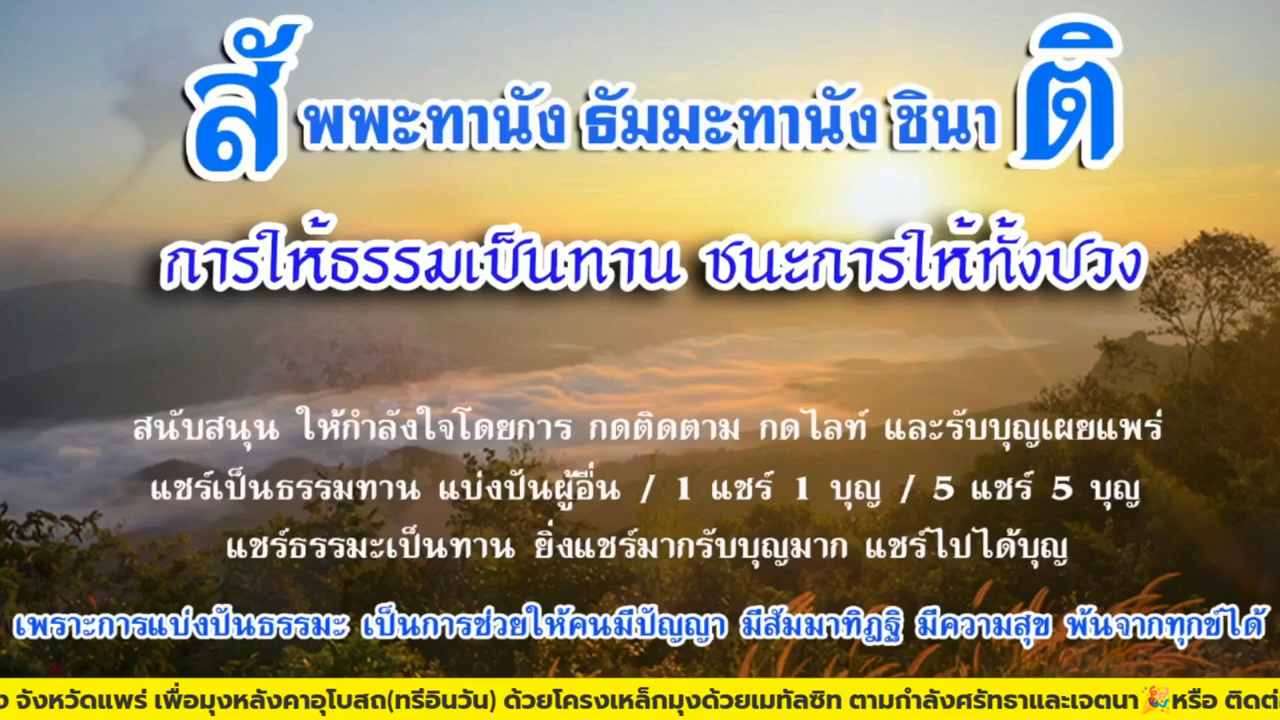 สัพพะทานัง ธัมมะทานัง ชินาติ
การให้ธรรมเป็นทาน ชนะการให้ทั้งปวง
สนับสนุน ให้กำลังใจโดยการ กดติดตาม กดไลท์ และรับบุญเผยแพร่
แชร์เป็นธรรมทาน แบ่งปันผู้อื่น / 1 แชร์ 1 บุญ / 5 แชร์ 5 บุญ
แชร์ธรรมะเป็นทาน ยิ่งแชร์มากรับบุญมาก แชร์ไปได้บุญ
เพราะการแบ่งปันธรรมะ เป็นการช่วยให้คนมีปัญญา มีสัมมาทิฎฐิ มีความสุข พ้นจากทุกข์ได้
จังหวัดแพร่ เพื่อมุงหลังคาอุโบสถ(ทรีอินวัน) ด้วยโครงเหล็กมุงด้วยเมทัลซิท ตามกำลังศรัทธาและเจตนา🎉หรือ